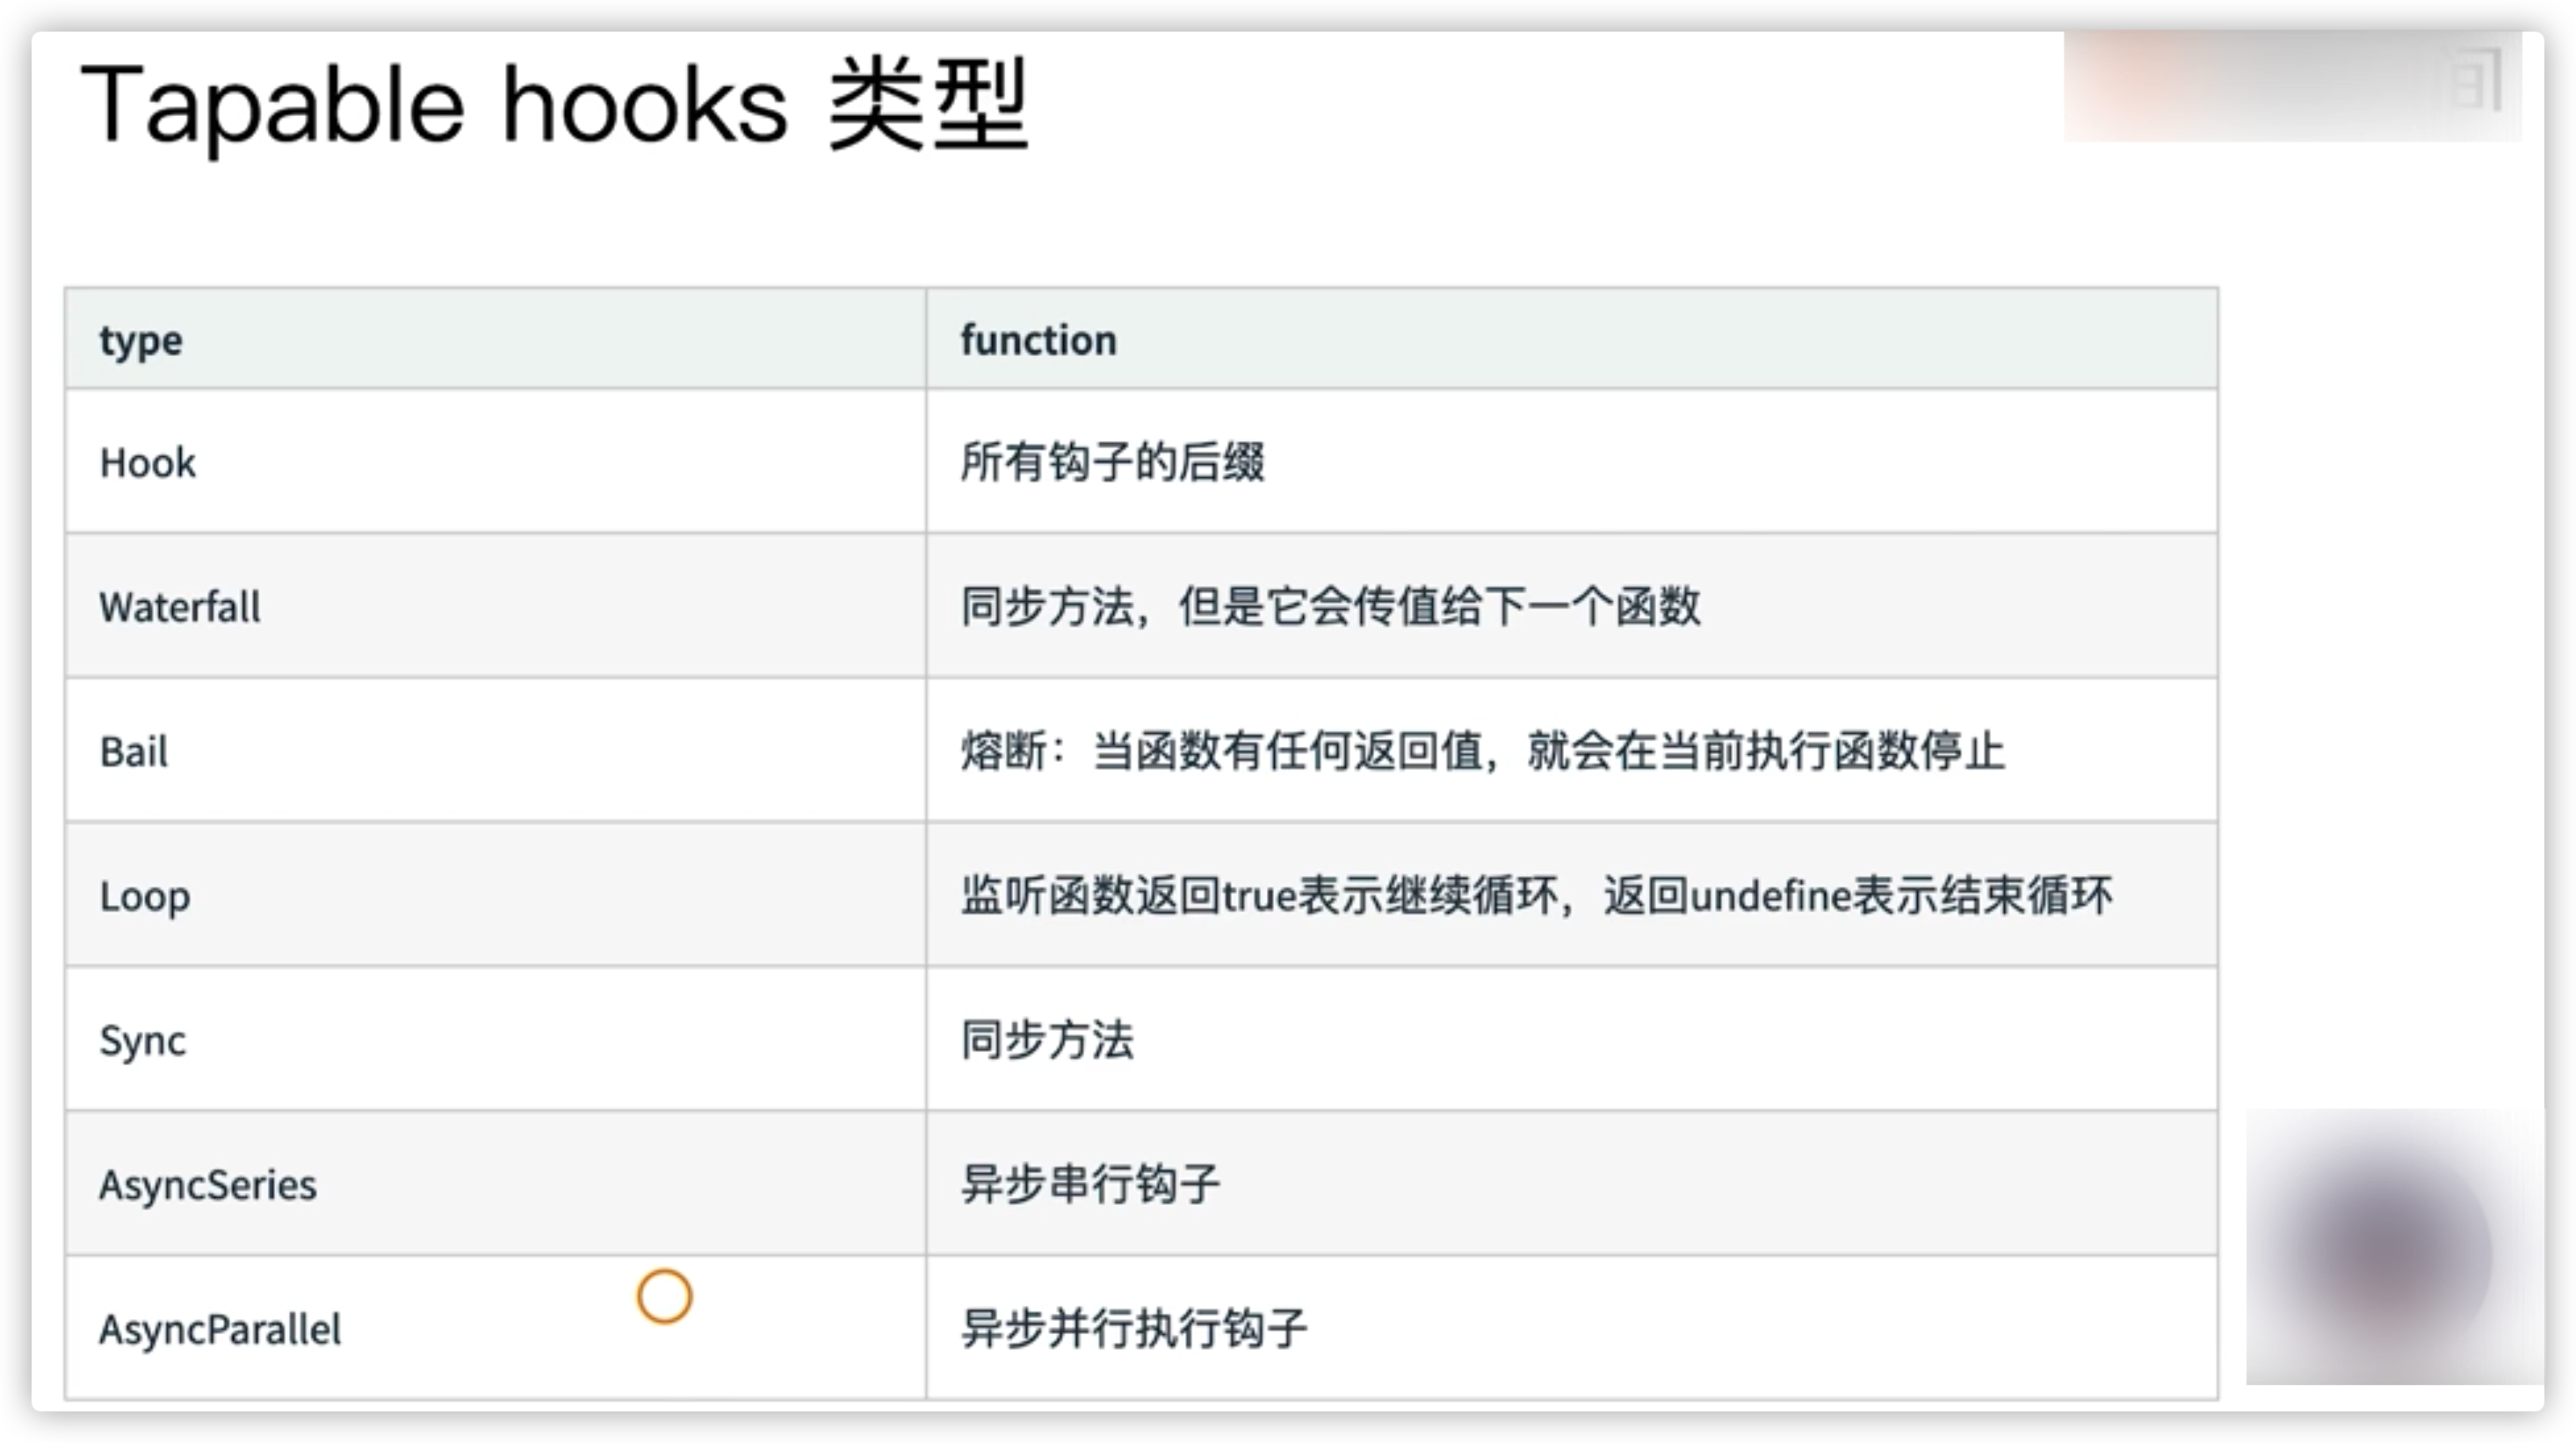 Tapable hooks 类型
type function
Hook 所有钩子的后缀
Waterfall 同步方法，但是它会传值给下一个函数
Bail 熔断：当函数有任何返回值，就会在当前执行函数停止
Loop 监听函数返回true表示继续循环，返回undefine表示结束循环
Sync 同步方法
AsyncSeries 异步串行钩子
AsyncParallel 异步并行执行钩子